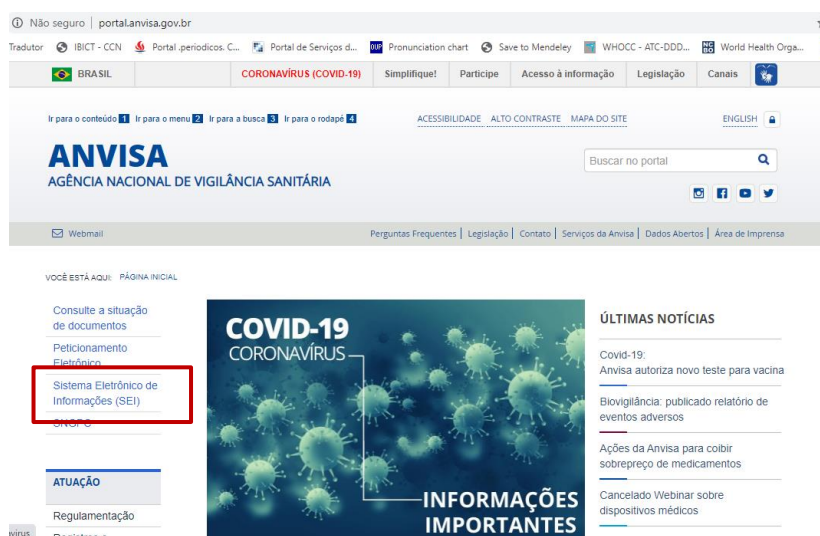 Não seguro | portal.anvisa.gov.br
Tradutor IBICT - CCN Portal .periodicos. C... Portal de Serviços d... OUP Pronunciation chart Save to Mendeley WHOCC - ATC-DDD... World Health Orga...
BRASIL CORONAVÍRUS (COVID-19) Simplifique! Participe Acesso à informação Legislação Canais
Ir para o conteúdo 1 Ir para o menu 2 Ir para a busca 3 Ir para o rodapé 4 ACESSIBILIDADE ALTO CONTRASTE MAPA DO SITE ENGLISH
ANVISA
AGÊNCIA NACIONAL DE VIGILÂNCIA SANITÁRIA
Buscar no portal
Webmail Perguntas Frequentes | Legislação | Contato | Serviços da Anvisa | Dados Abertos | Área de Imprensa
VOCÊ ESTÁ AQUI: PÁGINA INICIAL
Consulte a situação
de documentos
Peticionamento
Eletrônico
Sistema Eletrônico de
Informações (SEI)
SNGPC
ATUAÇÃO
Regulamentação
COVID-19
CORONAVÍRUS
INFORMAÇÕES
IMPORTANTES
ÚLTIMAS NOTÍCIAS
Covid-19:
Anvisa autoriza novo teste para vacina
Biovigilância: publicado relatório de
eventos adversos
Ações da Anvisa para coibir
sobrepreço de medicamentos
Cancelado Webinar sobre
dispositivos médicos